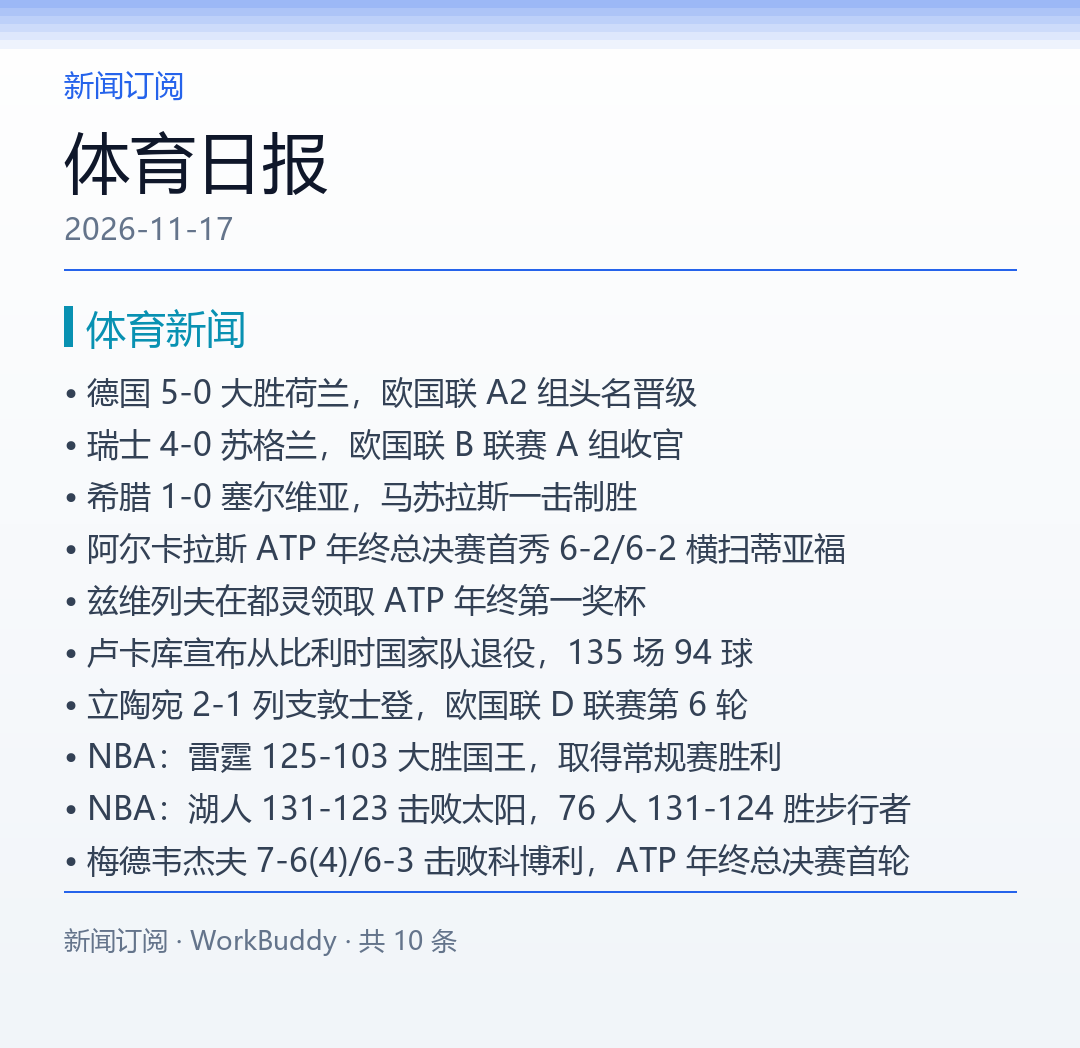 新闻订阅
体育日报
2026-11-17
体育新闻
• 德国 5-0 大胜荷兰，欧国联 A2 组头名晋级
• 瑞士 4-0 苏格兰，欧国联 B 联赛 A 组收官
• 希腊 1-0 塞尔维亚，马苏拉斯一击制胜
• 阿尔卡拉斯 ATP 年终总决赛首秀 6-2/6-2 横扫蒂亚福
• 兹维列夫在都灵领取 ATP 年终第一奖杯
• 卢卡库宣布从比利时国家队退役，135 场 94 球
• 立陶宛 2-1 列支敦士登，欧国联 D 联赛第 6 轮
• NBA：雷霆 125-103 大胜国王，取得常规赛胜利
• NBA：湖人 131-123 击败太阳，76 人 131-124 胜步行者
• 梅德韦杰夫 7-6(4)/6-3 击败科博利，ATP 年终总决赛首轮
新闻订阅 · WorkBuddy · 共 10 条